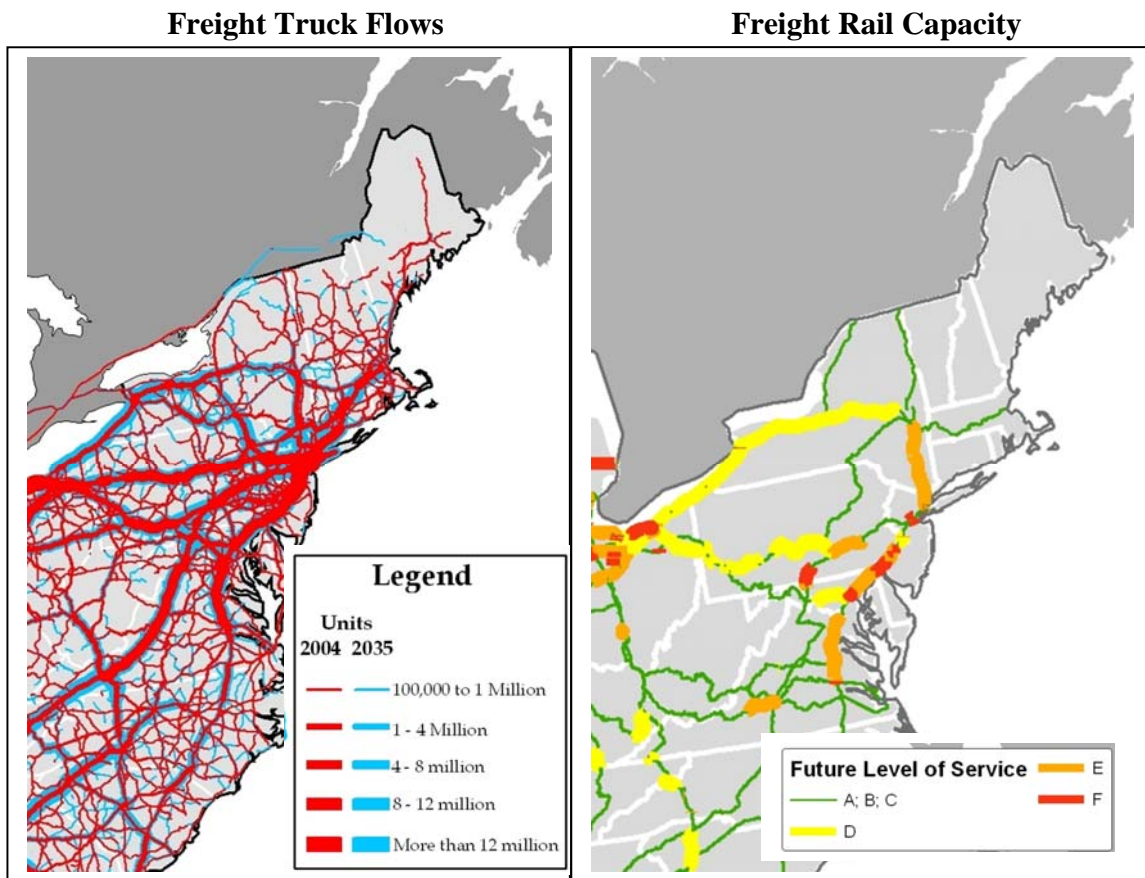 Freight Truck Flows
Freight Rail Capacity
Legend
Units
2004 2035
100,000 to 1 Million
1 - 4 Million
4 - 8 million
8 - 12 million
More than 12 million
Future Level of Service
A; B; C
D
E
F